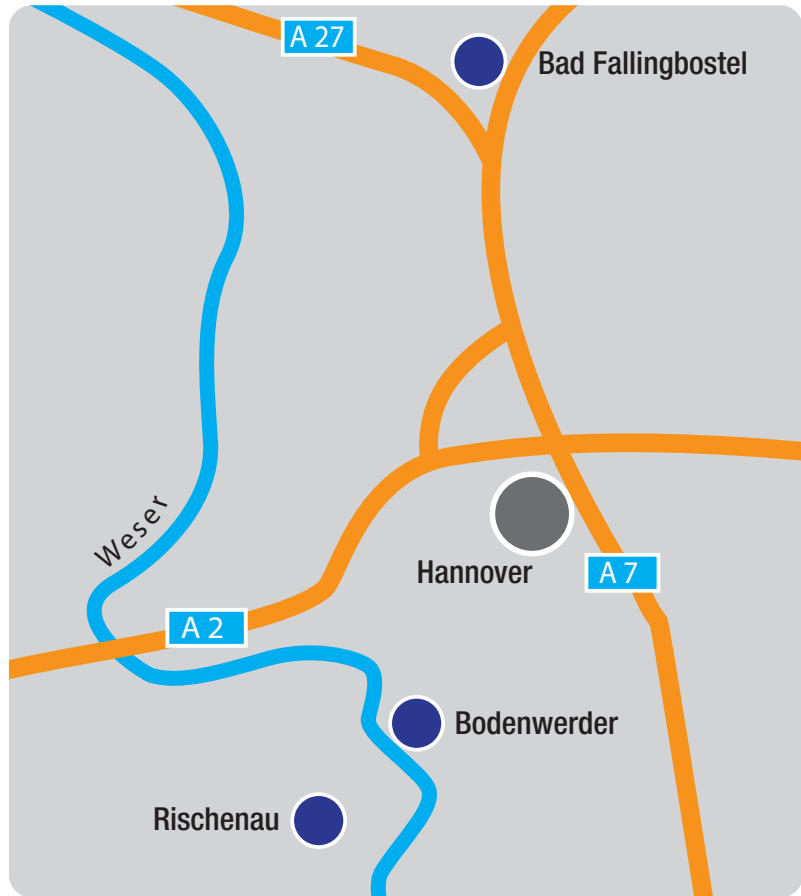 A 27
Bad Fallingbostel
Weser
Hannover
A 7
A 2
Bodenwerder
Rischenau